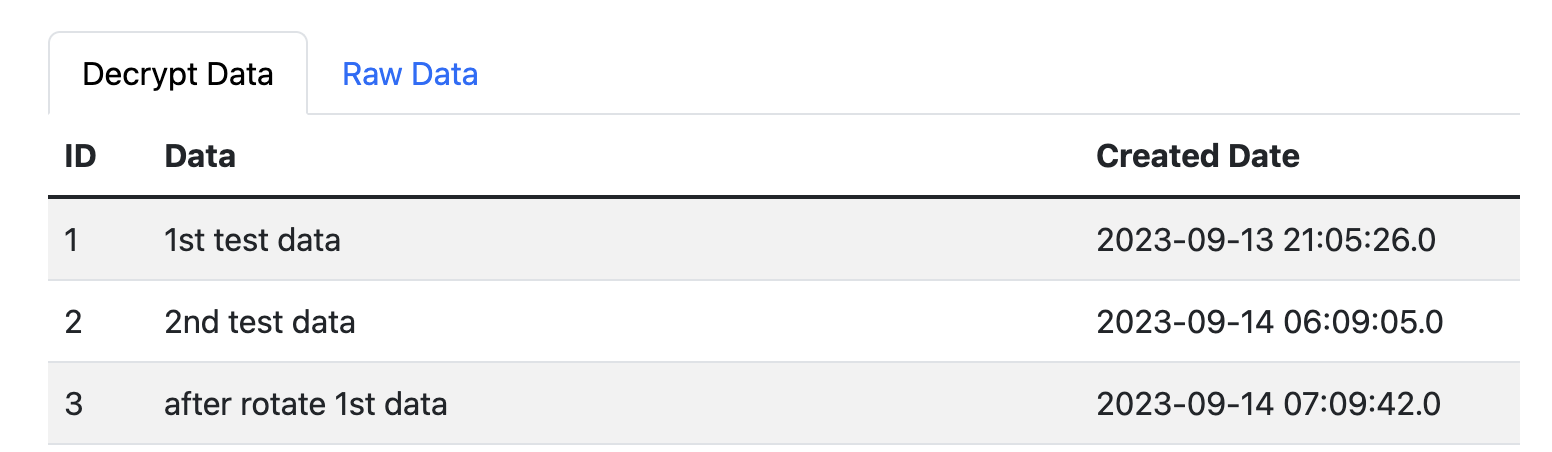 Decrypt Data Raw Data
ID Data Created Date
1 1st test data 2023-09-13 21:05:26.0
2 2nd test data 2023-09-14 06:09:05.0
3 after rotate 1st data 2023-09-14 07:09:42.0